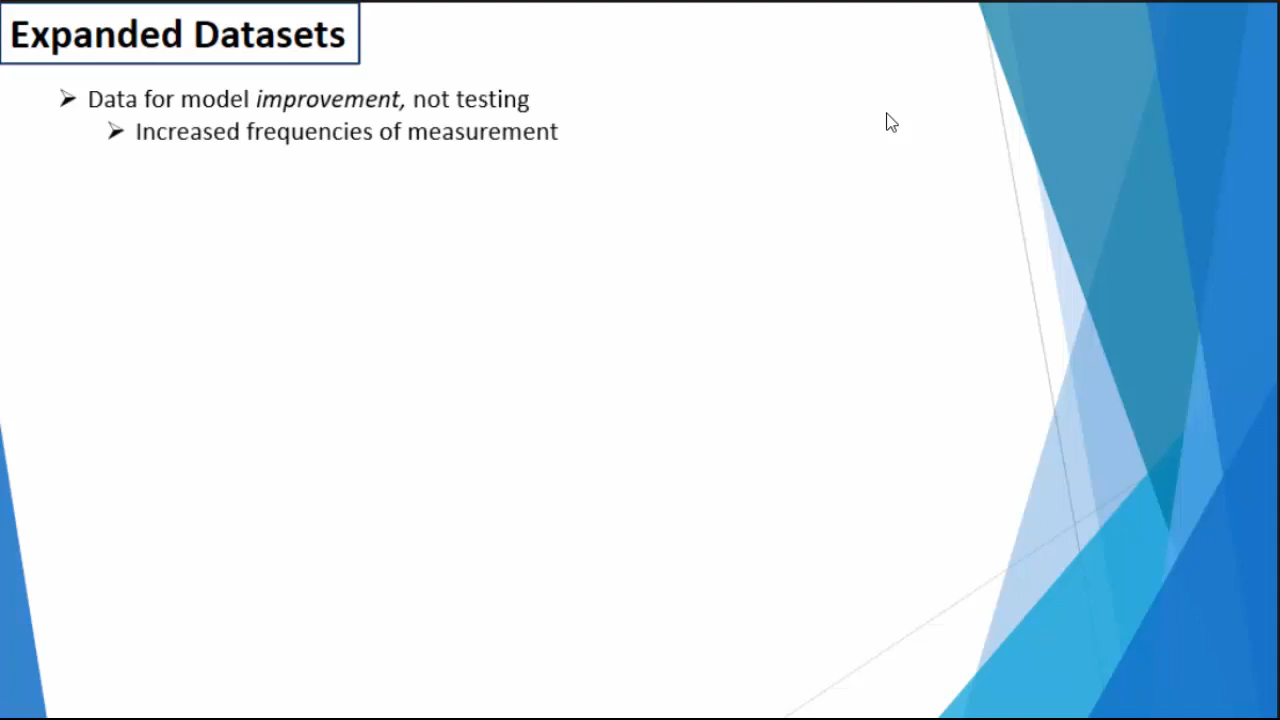 Expanded Datasets
Data for model improvement, not testing
Increased frequencies of measurement